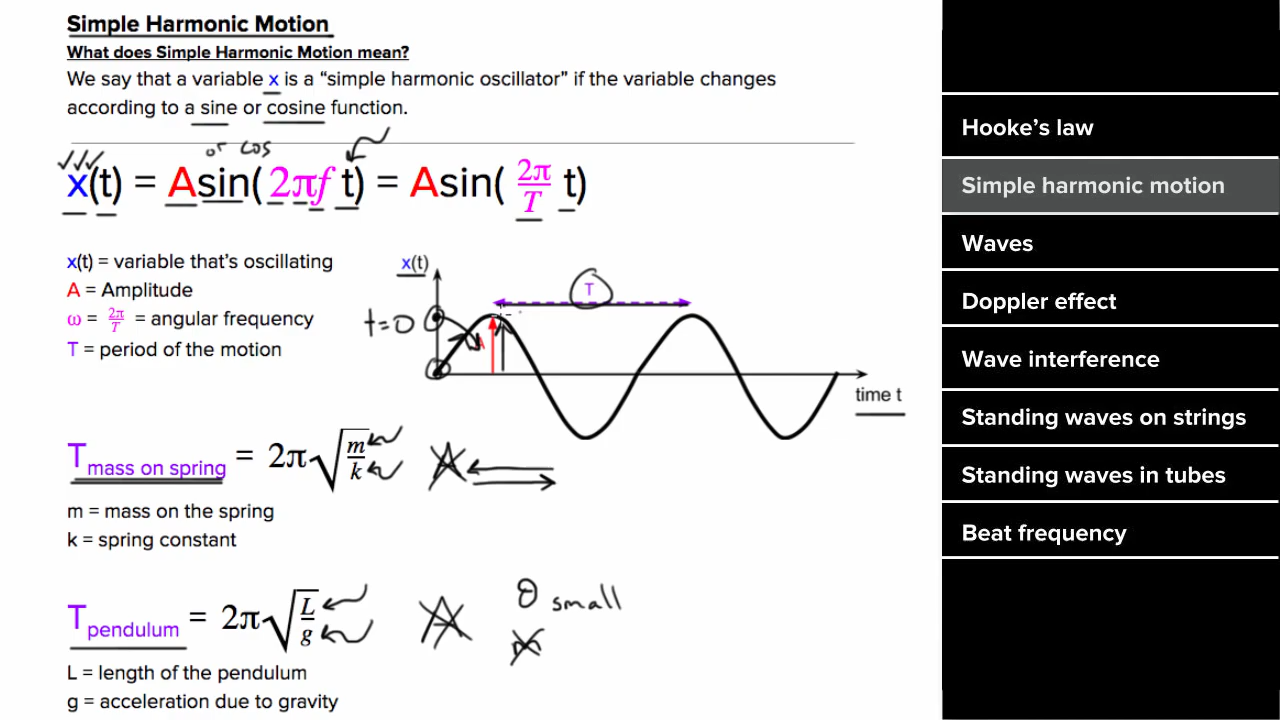 Simple Harmonic Motion
What does Simple Harmonic Motion mean?
We say that a variable x is a “simple harmonic oscillator” if the variable changes
according to a sine or cosine function.
or cos
x(t) = Asin( 2πf t) = Asin( 2π/T t)
x(t) = variable that's oscillating
A = Amplitude
ω = 2π/T = angular frequency
T = period of the motion
x(t)
T
t=0
A
time t
T mass on spring = 2π√m/k
m = mass on the spring
k = spring constant
θ small
T pendulum = 2π√L/g
m
L = length of the pendulum
g = acceleration due to gravity
Hooke's law
Simple harmonic motion
Waves
Doppler effect
Wave interference
Standing waves on strings
Standing waves in tubes
Beat frequency